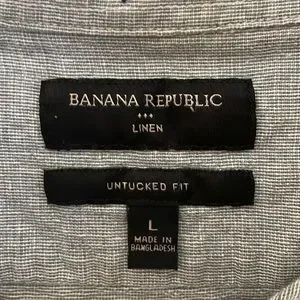 BANANA REPUBLIC
LINEN
UNTUCKED FIT
L
MADE IN
BANGLADESH